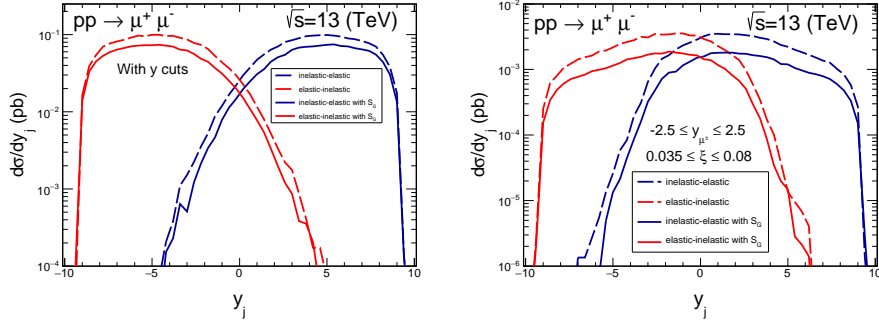 pp → μ⁺ μ⁻
√s=13 (TeV)
dσ/dy_j (pb)
10⁻¹
10⁻²
10⁻³
10⁻⁴
With y cuts
inelastic-elastic
elastic-inelastic
inelastic-elastic with S_G
elastic-inelastic with S_G
−10 −5 0 5 10
y_j
pp → μ⁺ μ⁻
√s=13 (TeV)
dσ/dy_j (pb)
10⁻²
10⁻³
10⁻⁴
10⁻⁵
10⁻⁶
-2.5 ≤ y_μ± ≤ 2.5
0.035 ≤ ξ ≤ 0.08
inelastic-elastic
elastic-inelastic
inelastic-elastic with S_G
elastic-inelastic with S_G
−10 −5 0 5 10
y_j